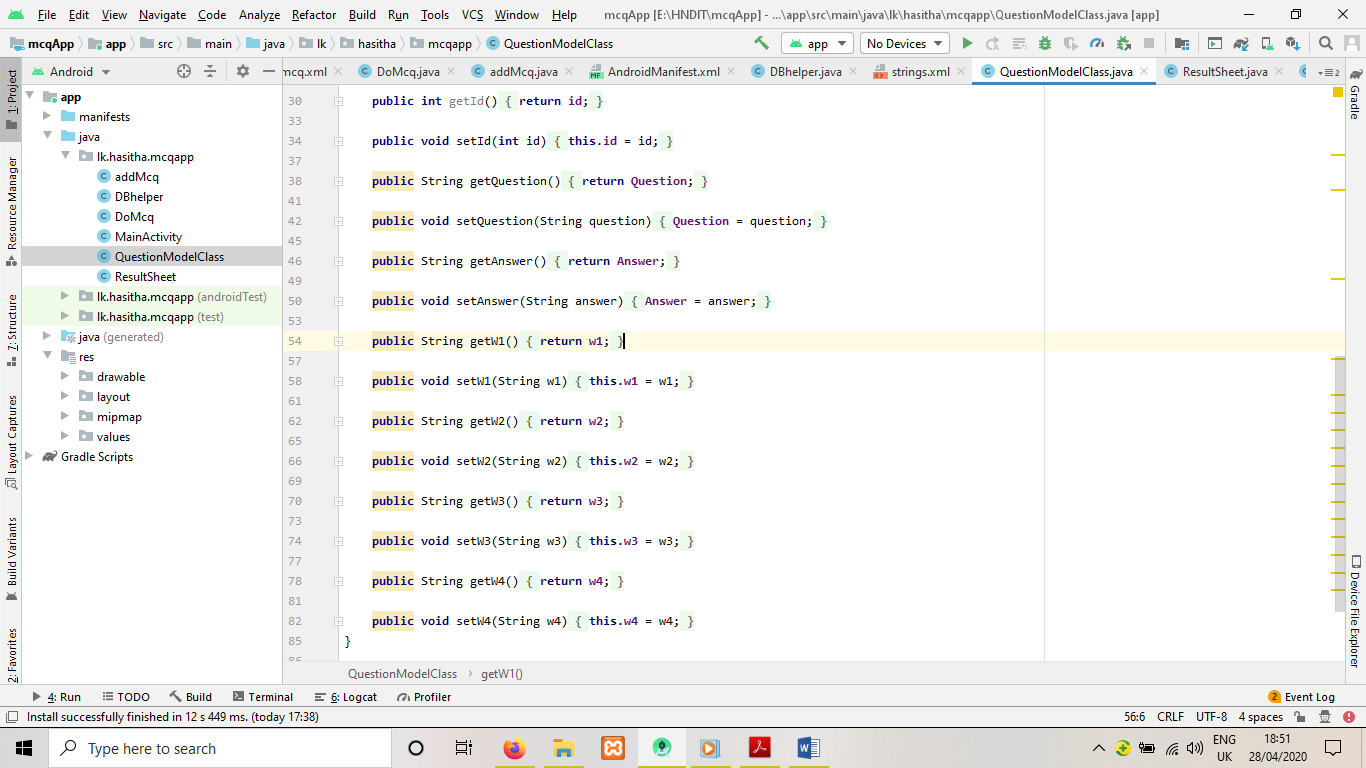 File Edit View Navigate Code Analyze Refactor Build Run Tools VCS Window Help mcqApp [E:\HNDIT\mcqApp] - ...\app\src\main\java\lk\hasitha\mcqapp\QuestionModelClass.java [app]
mcqApp app src main java lk hasitha mcqapp QuestionModelClass app No Devices
Android mcq.xml DoMcq.java addMcq.java AndroidManifest.xml DBhelper.java strings.xml QuestionModelClass.java ResultSheet.java
1: Project
Resource Manager
7: Structure
Layout Captures
Build Variants
2: Favorites
app
manifests
java
lk.hasitha.mcqapp
addMcq
DBhelper
DoMcq
MainActivity
QuestionModelClass
ResultSheet
lk.hasitha.mcqapp (androidTest)
lk.hasitha.mcqapp (test)
java (generated)
res
drawable
layout
mipmap
values
Gradle Scripts
30 public int getId() { return id; }
33
34 public void setId(int id) { this.id = id; }
37
38 public String getQuestion() { return Question; }
41
42 public void setQuestion(String question) { Question = question; }
45
46 public String getAnswer() { return Answer; }
49
50 public void setAnswer(String answer) { Answer = answer; }
53
54 public String getW1() { return w1; }
57
58 public void setW1(String w1) { this.w1 = w1; }
61
62 public String getW2() { return w2; }
65
66 public void setW2(String w2) { this.w2 = w2; }
69
70 public String getW3() { return w3; }
73
74 public void setW3(String w3) { this.w3 = w3; }
77
78 public String getW4() { return w4; }
81
82 public void setW4(String w4) { this.w4 = w4; }
85 }
86
Gradle
Device File Explorer
QuestionModelClass getW1()
4: Run TODO Build Terminal 6: Logcat Profiler 2 Event Log
Install successfully finished in 12 s 449 ms. (today 17:38) 56:6 CRLF UTF-8 4 spaces
Type here to search
ENG 18:51
UK 28/04/2020